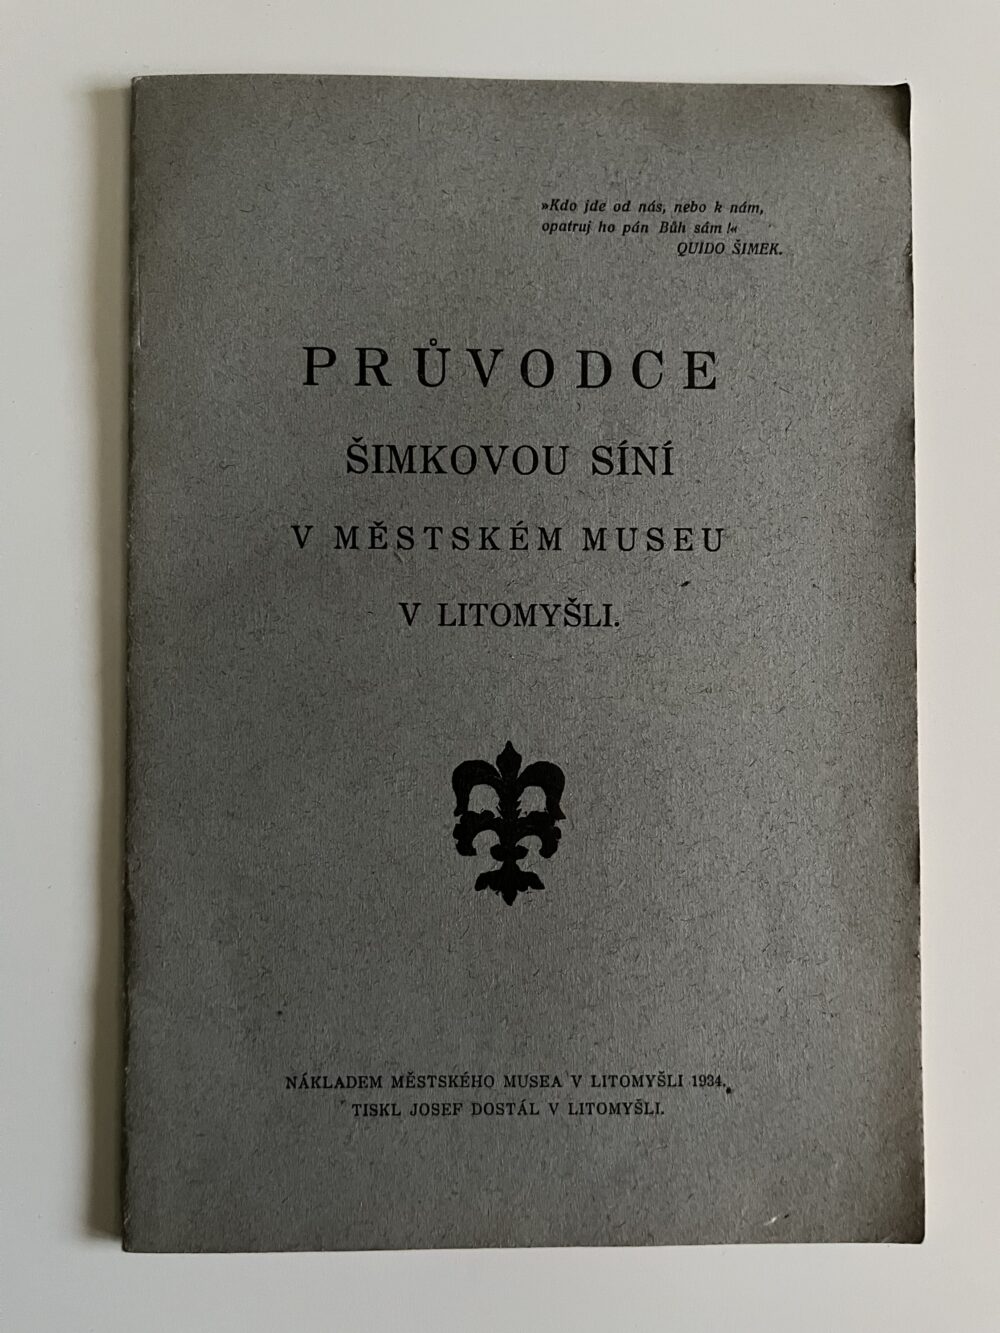 »Kdo jde od nás, nebo k nám,
opatruj ho pán Bůh sám!«
QUIDO ŠIMEK.
PRŮVODCE
ŠIMKOVOU SÍNÍ
V MĚSTSKÉM MUSEU
V LITOMYŠLI.
NÁKLADEM MĚSTSKÉHO MUSEA V LITOMYŠLI 1934.
TISKL JOSEF DOSTÁL V LITOMYŠLI.